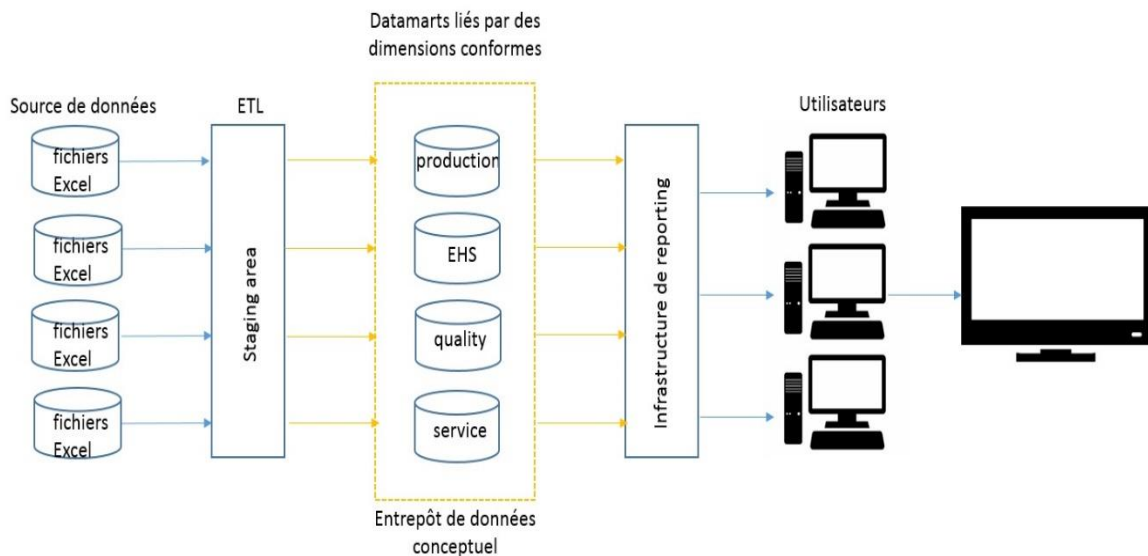 Datamarts liés par des
dimensions conformes
Source de données
ETL
Utilisateurs
fichiers
Excel
fichiers
Excel
fichiers
Excel
fichiers
Excel
Staging area
production
EHS
quality
service
Infrastructure de reporting
Entrepôt de données
conceptuel